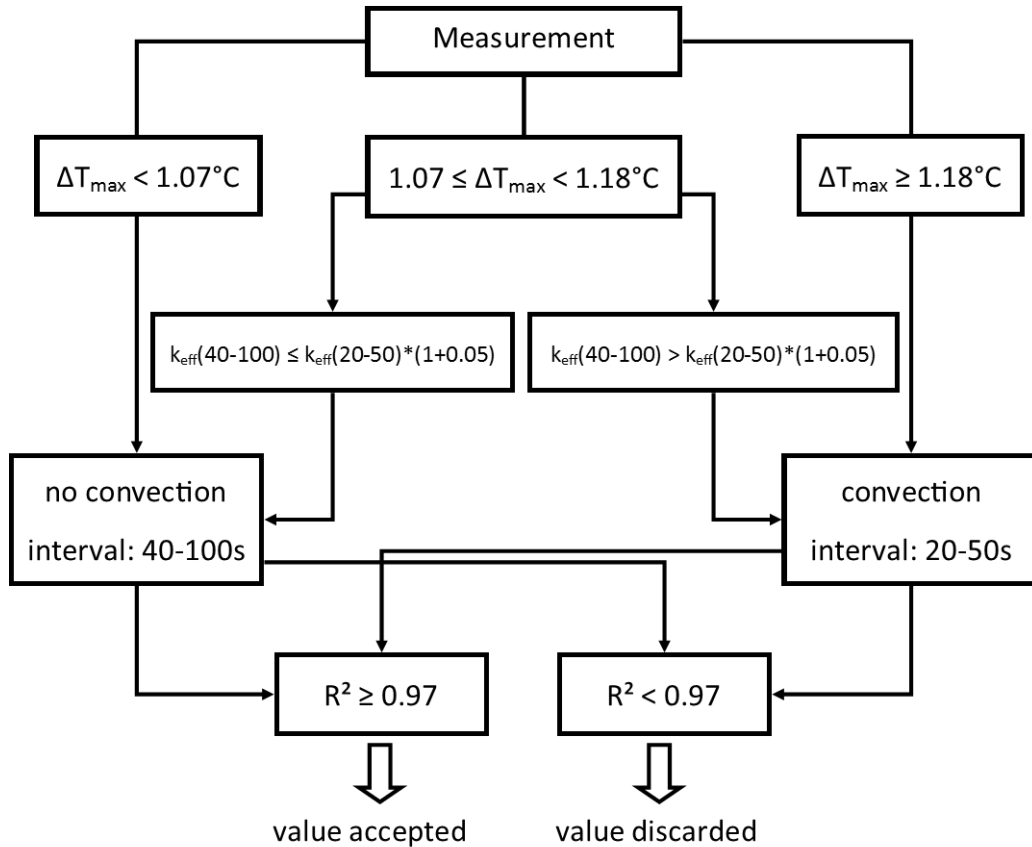 Measurement
ΔTmax < 1.07°C
1.07 ≤ ΔTmax < 1.18°C
ΔTmax ≥ 1.18°C
keff(40-100) ≤ keff(20-50)*(1+0.05)
keff(40-100) > keff(20-50)*(1+0.05)
no convection
interval: 40-100s
convection
interval: 20-50s
R² ≥ 0.97
R² < 0.97
value accepted
value discarded